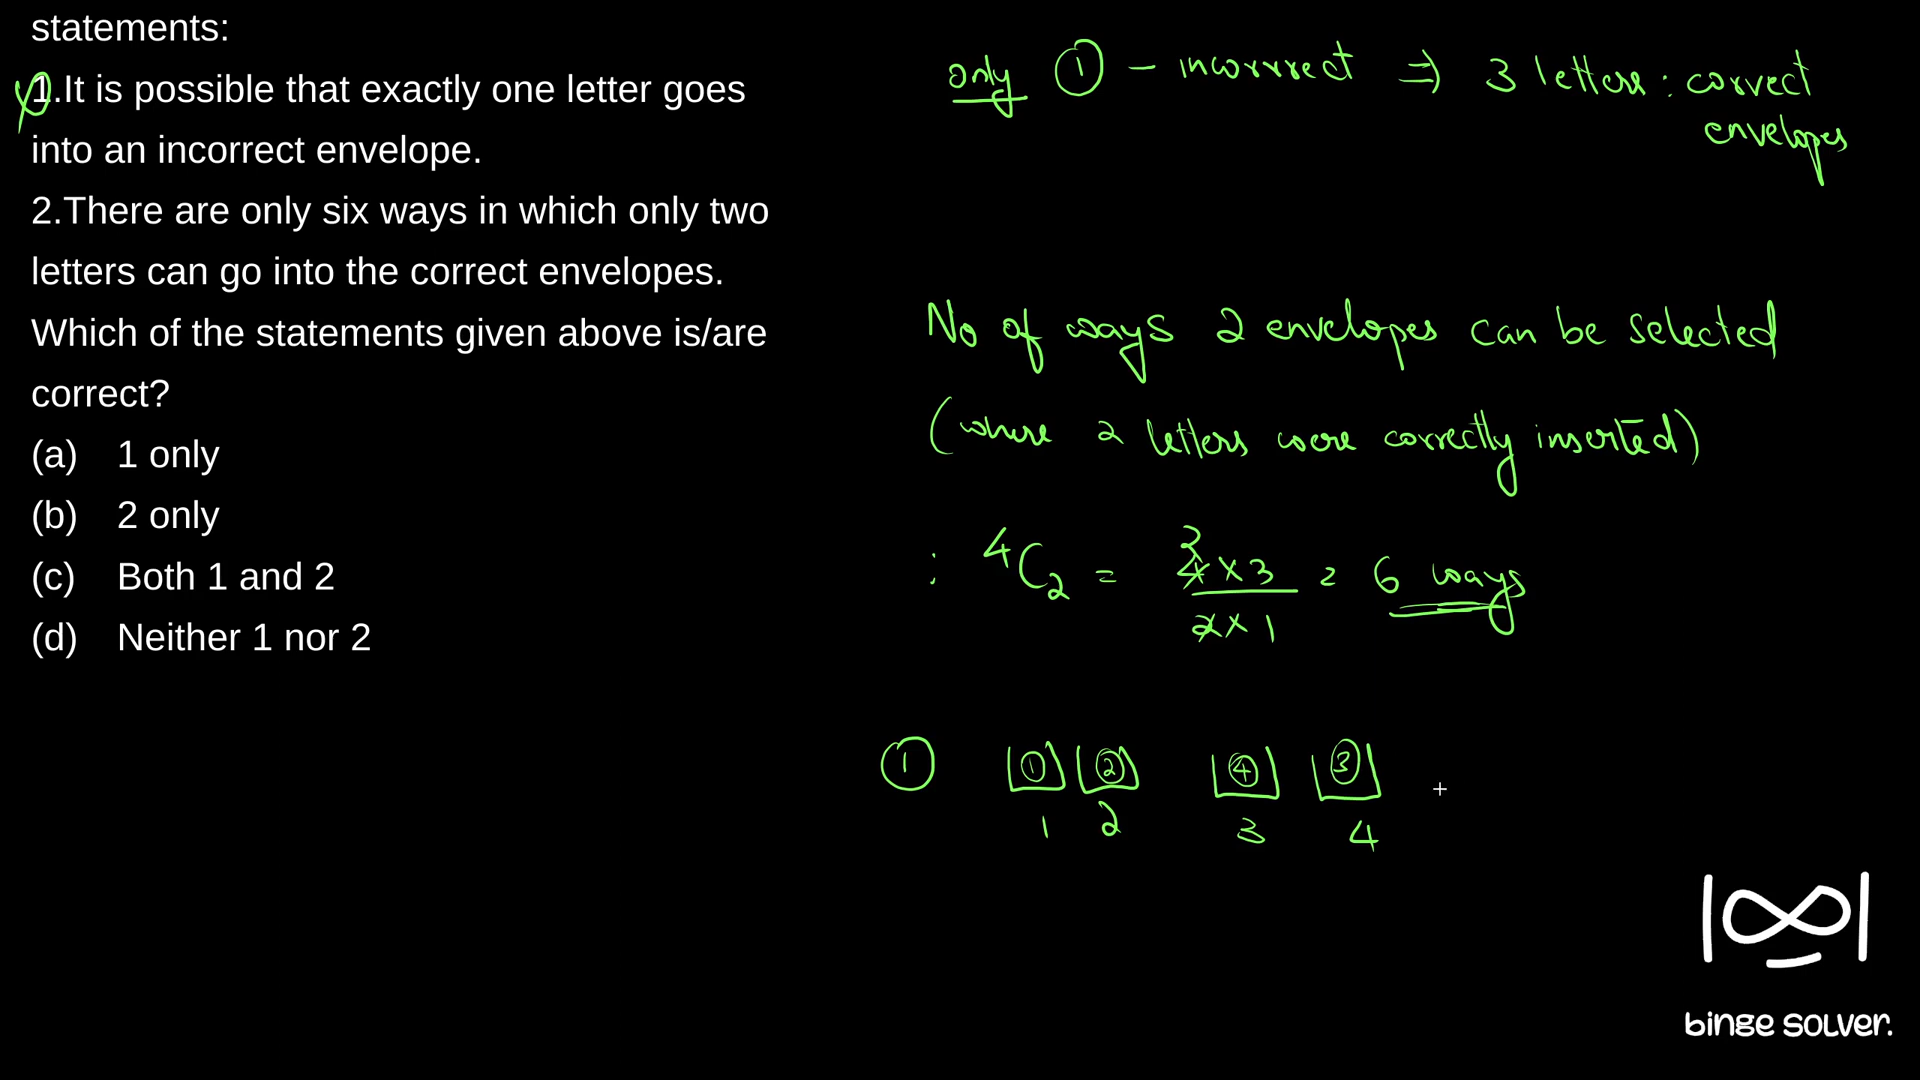 statements:
1.It is possible that exactly one letter goes
into an incorrect envelope.
2.There are only six ways in which only two
letters can go into the correct envelopes.
Which of the statements given above is/are
correct?
(a) 1 only
(b) 2 only
(c) Both 1 and 2
(d) Neither 1 nor 2
only ① – incorrrect ⇒ 3 letters : correct
envelopes
No of ways 2 envelopes can be selected
(where 2 letters were correctly inserted)
: ⁴C₂ = 4 x 3 / 2 x 1 = 6 ways
2
① ① ② ④ ③
1 2 3 4
binge SOLVER.